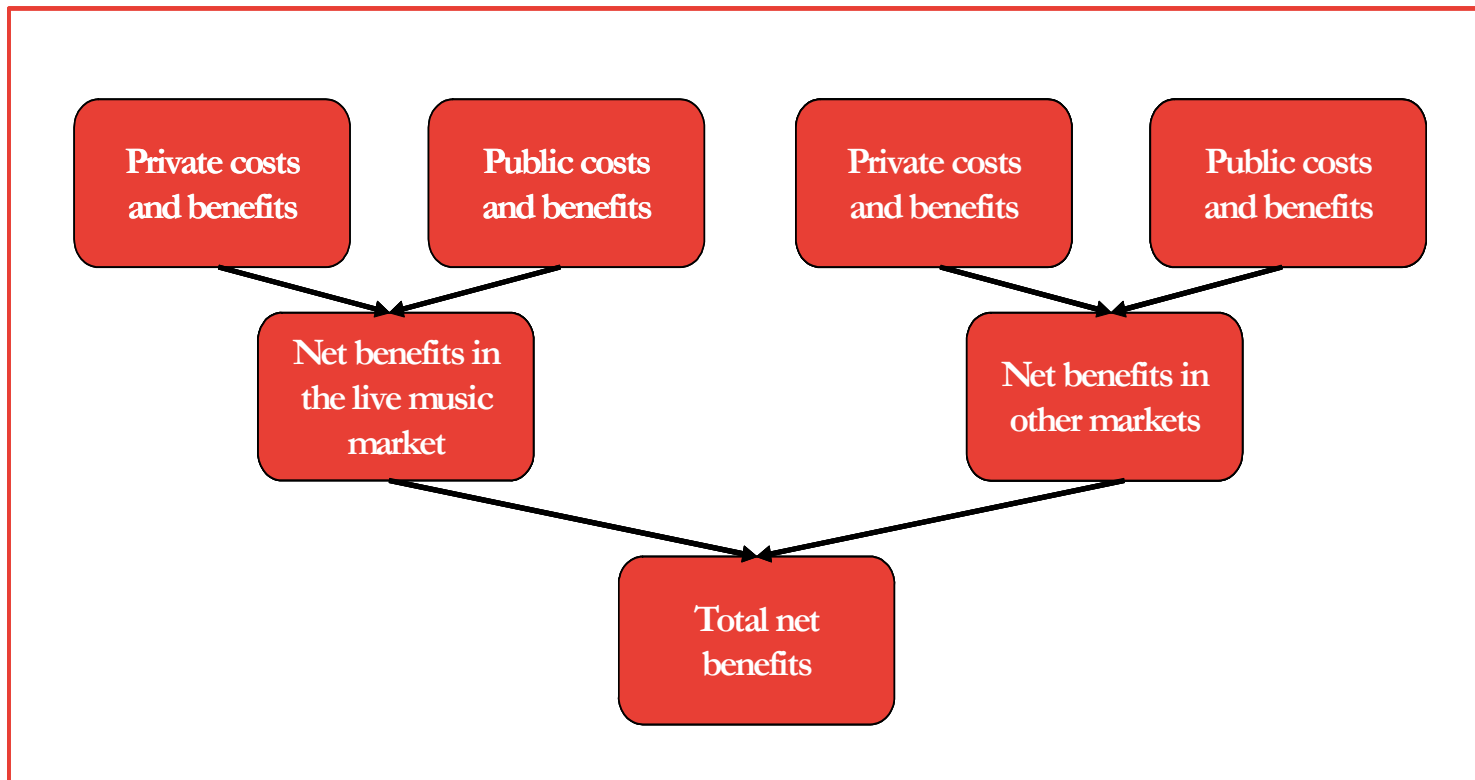 Private costs
and benefits
Public costs
and benefits
Private costs
and benefits
Public costs
and benefits
Net benefits in
the live music
market
Net benefits in
other markets
Total net
benefits